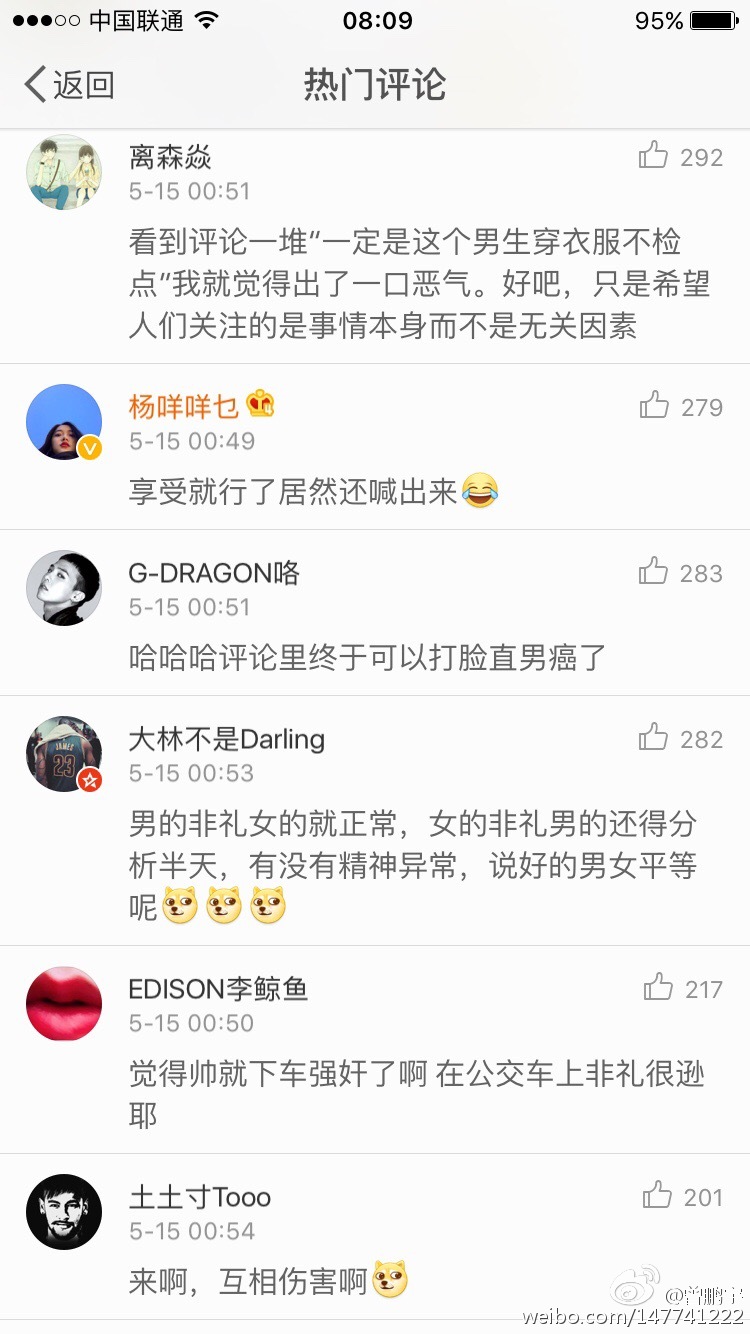 中国联通 08:09 95%
返回 热门评论
离森焱 292
5-15 00:51
看到评论一堆“一定是这个男生穿衣服不检
点”我就觉得出了一口恶气。好吧，只是希望
人们关注的是事情本身而不是无关因素
杨咩咩乜 279
5-15 00:49
享受就行了居然还喊出来
G-DRAGON咯 283
5-15 00:51
哈哈哈评论里终于可以打脸直男癌了
JAMES
23
大林不是Darling 282
5-15 00:53
男的非礼女的就正常，女的非礼男的还得分
析半天，有没有精神异常，说好的男女平等
呢
EDISON李鲸鱼 217
5-15 00:50
觉得帅就下车强奸了啊 在公交车上非礼很逊
耶
土土寸Tooo 201
5-15 00:54
来啊，互相伤害啊
weibo.com/147741222